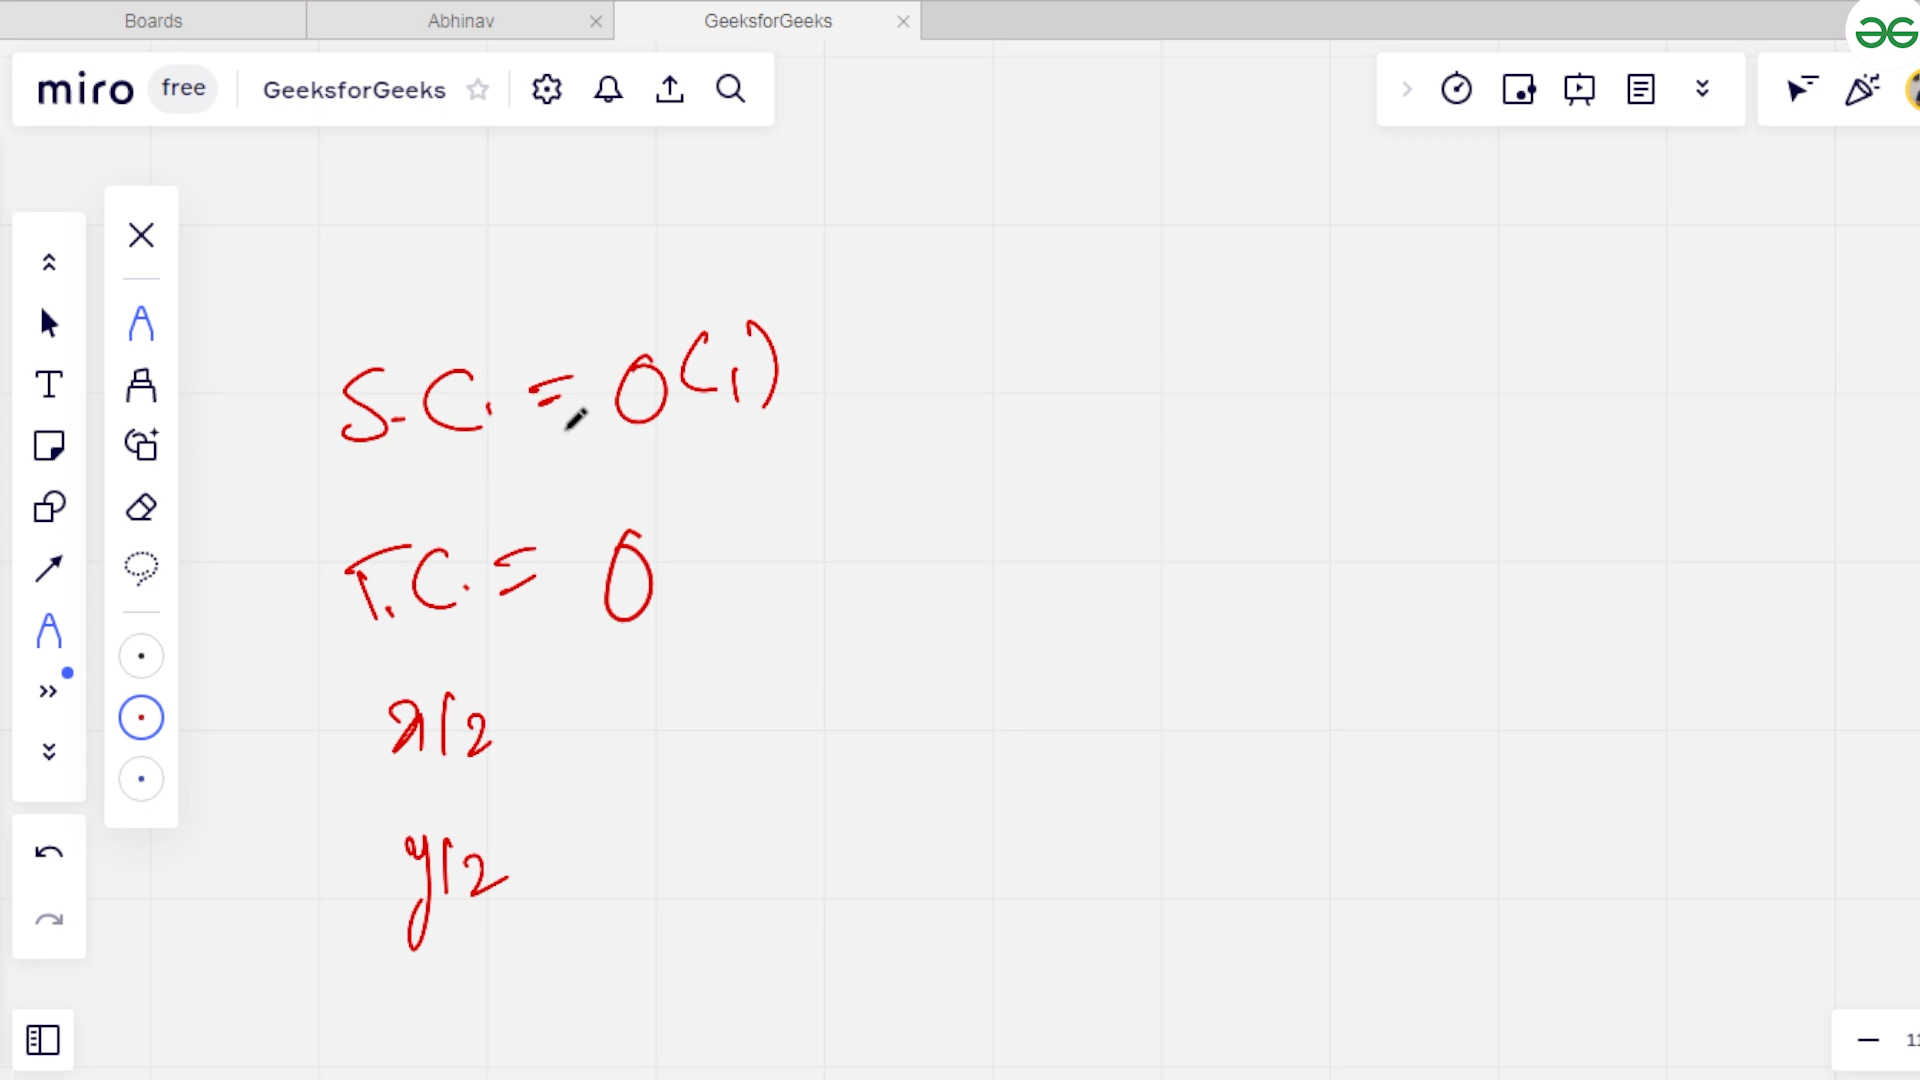 Boards Abhinav GeeksforGeeks
miro free GeeksforGeeks
S.C. = O(1)
T.C. = O
x/2
y/2